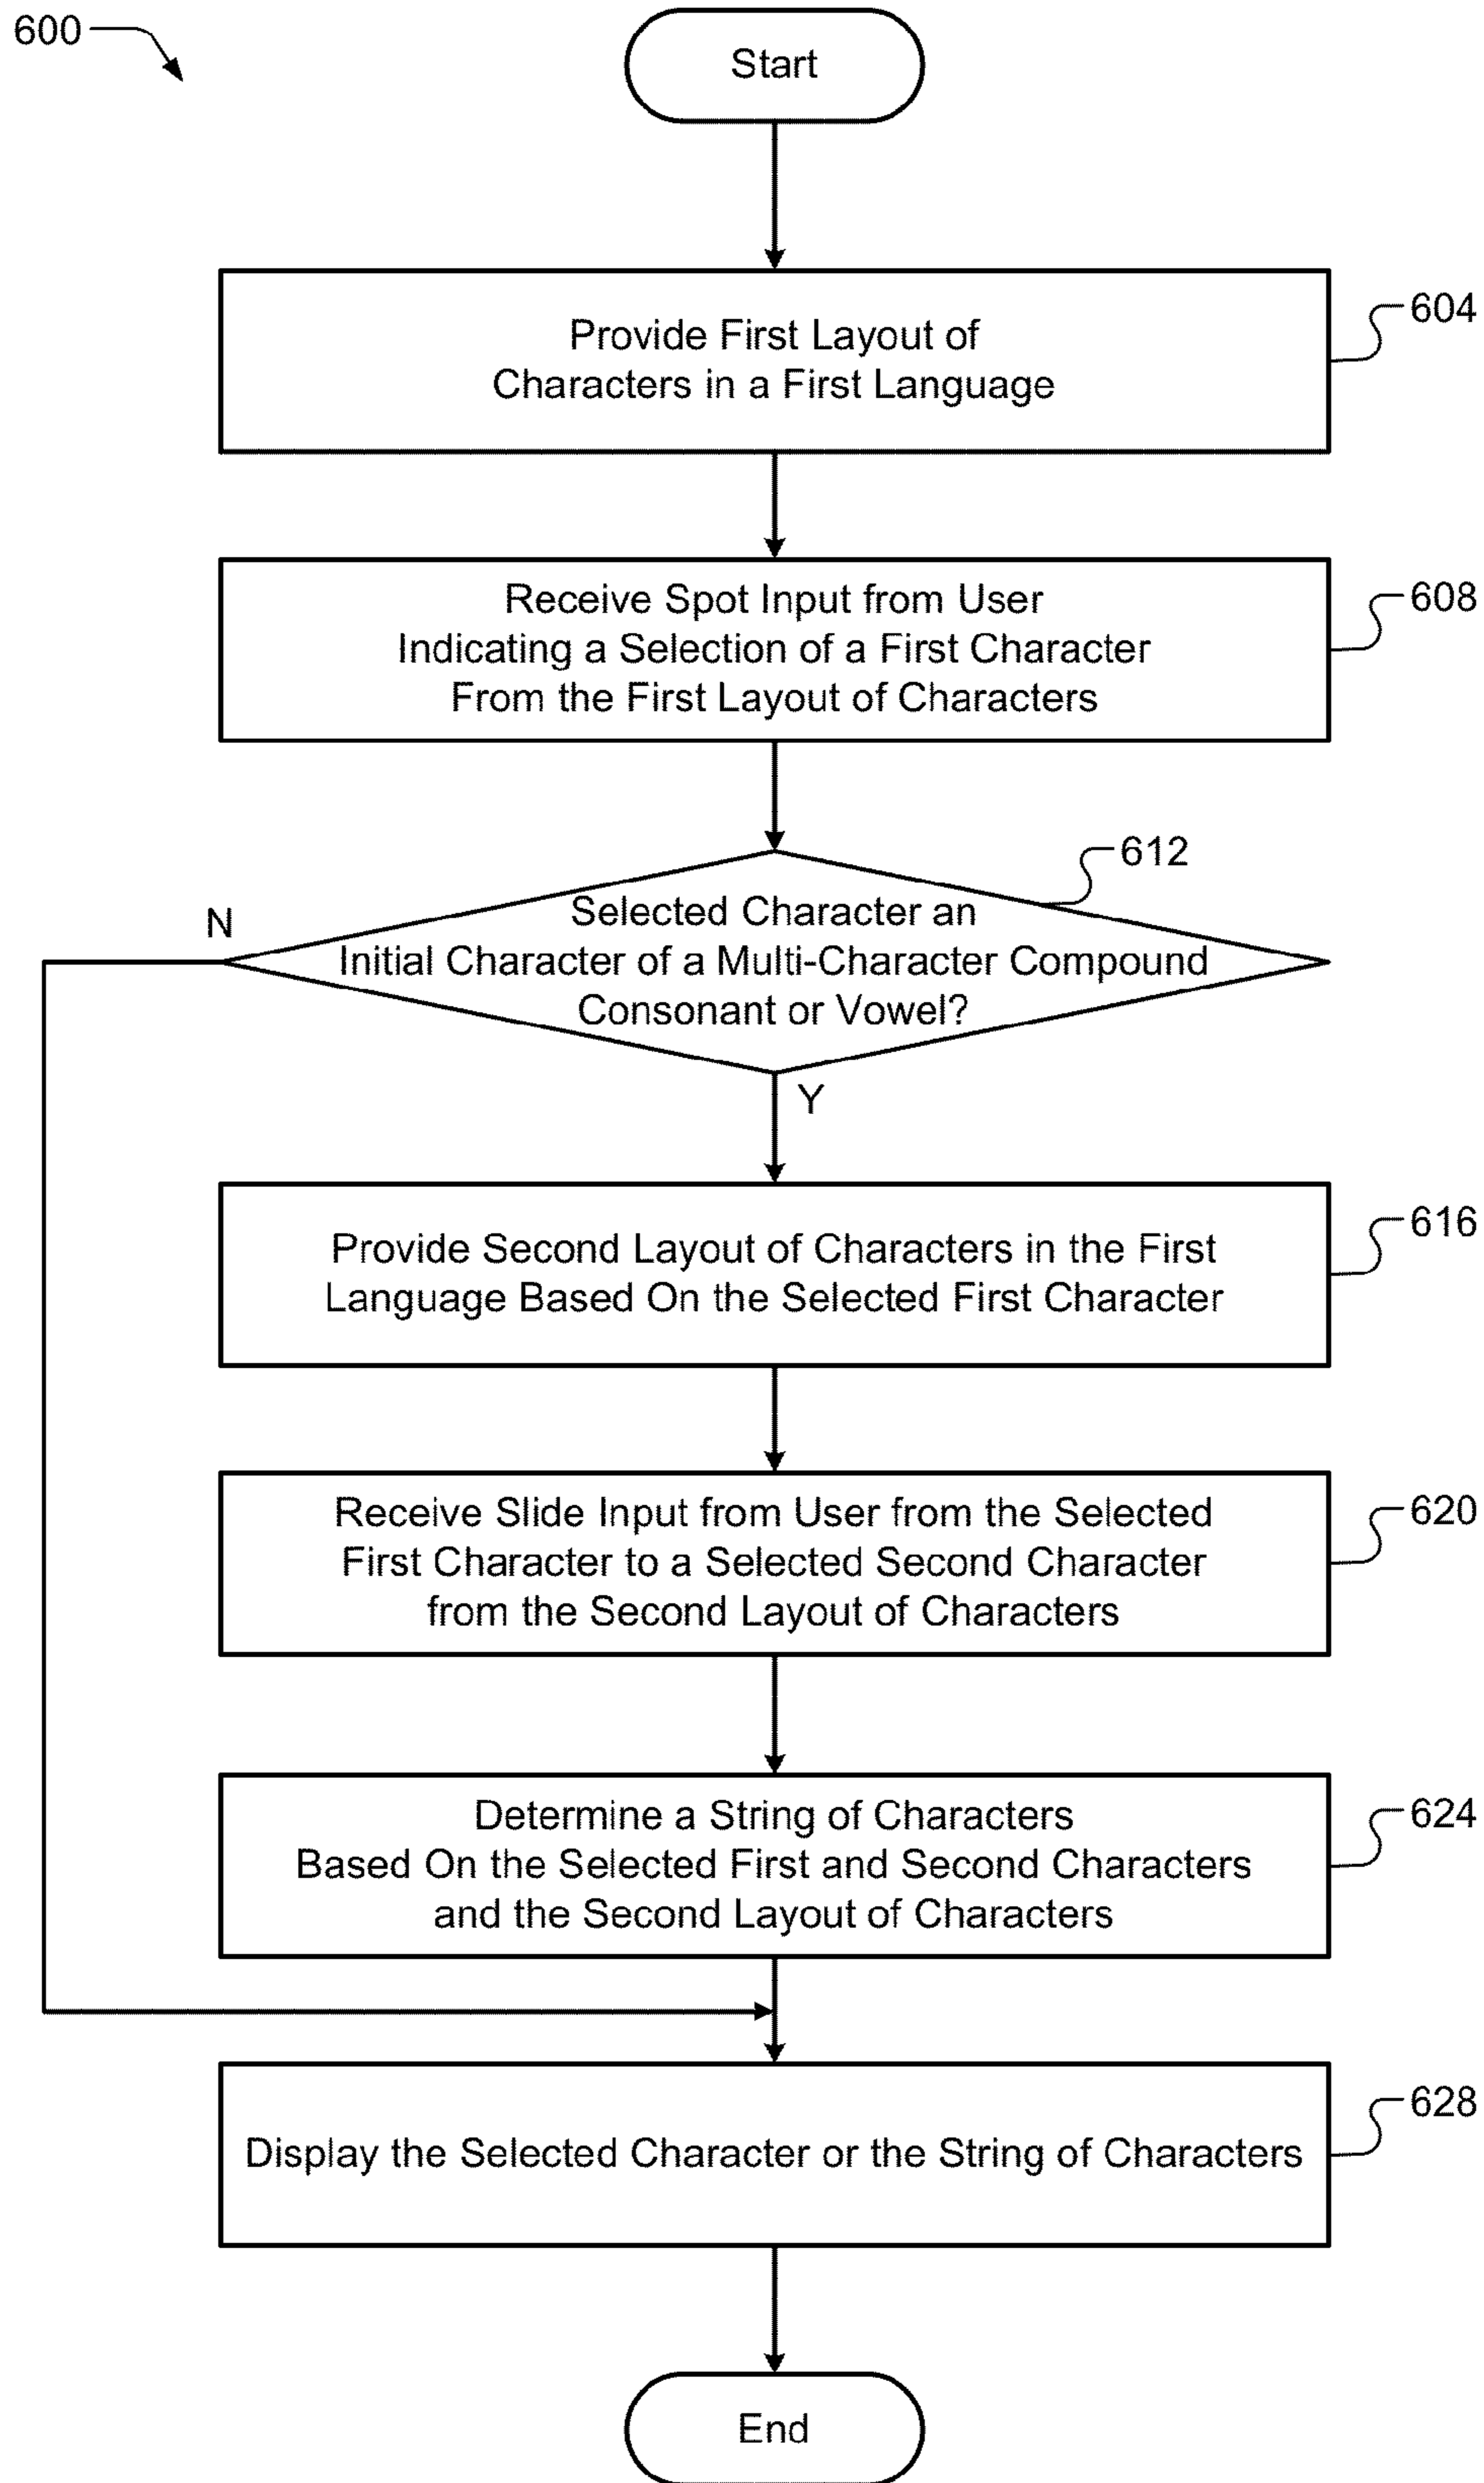 600
Start
Provide First Layout of
Characters in a First Language
604
Receive Spot Input from User
Indicating a Selection of a First Character
From the First Layout of Characters
608
612
Selected Character an
Initial Character of a Multi-Character Compound
Consonant or Vowel?
N
Y
Provide Second Layout of Characters in the First
Language Based On the Selected First Character
616
Receive Slide Input from User from the Selected
First Character to a Selected Second Character
from the Second Layout of Characters
620
Determine a String of Characters
Based On the Selected First and Second Characters
and the Second Layout of Characters
624
Display the Selected Character or the String of Characters
628
End